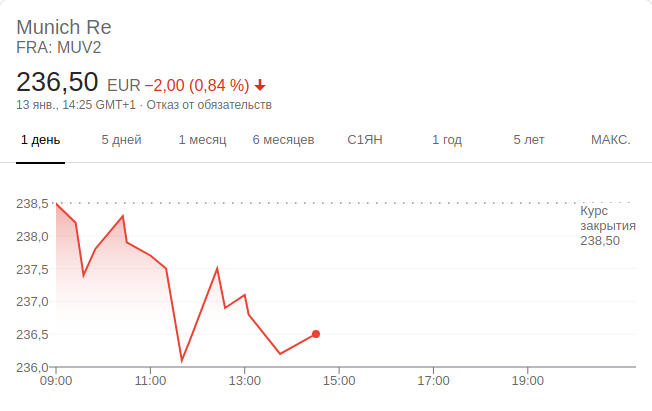 Munich Re
FRA: MUV2
236,50 EUR −2,00 (0,84 %)
13 янв., 14:25 GMT+1 · Отказ от обязательств
1 день 5 дней 1 месяц 6 месяцев С1ЯН 1 год 5 лет МАКС.
238,5
Курс
закрытия
238,50
238,0
237,5
237,0
236,5
236,0
09:00 11:00 13:00 15:00 17:00 19:00